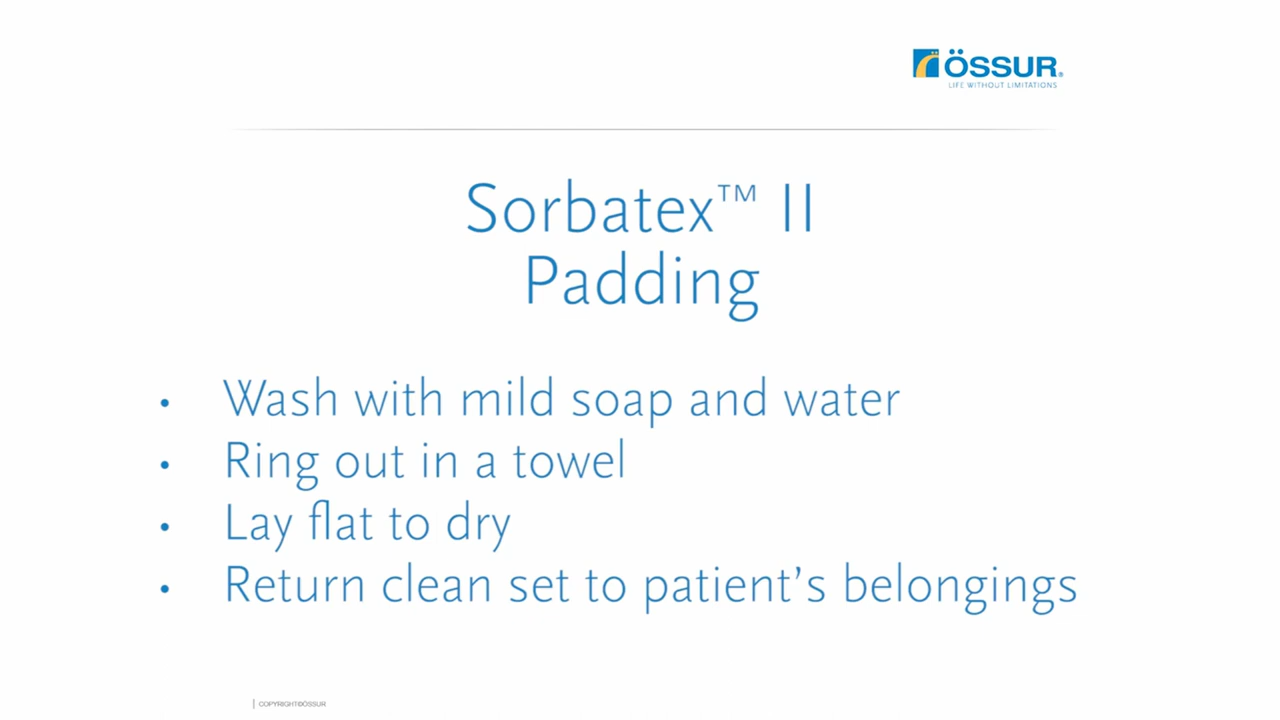 ÖSSUR®
LIFE WITHOUT LIMITATIONS
Sorbatex™ II
Padding
• Wash with mild soap and water
• Ring out in a towel
• Lay flat to dry
• Return clean set to patient’s belongings
COPYRIGHT©ÖSSUR